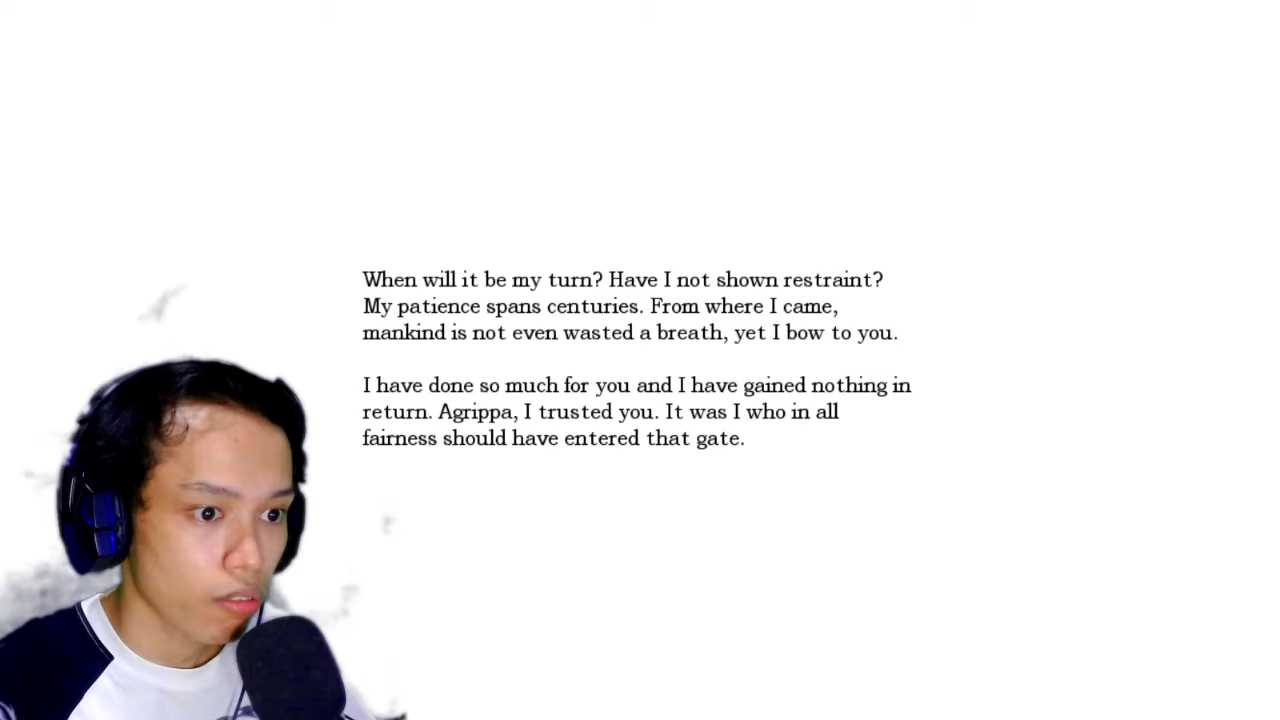 When will it be my turn? Have I not shown restraint?
My patience spans centuries. From where I came,
mankind is not even wasted a breath, yet I bow to you.
I have done so much for you and I have gained nothing in
return. Agrippa, I trusted you. It was I who in all
fairness should have entered that gate.